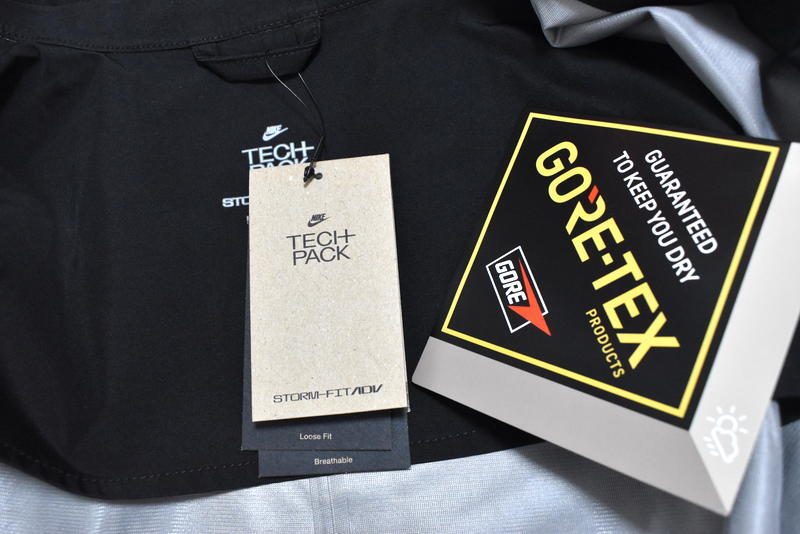 NIKE
TECH
PACK
STOR
NIKE
TECH
PACK
STORM-FIT ADV
Loose Fit
Breathable
GUARANTEED
TO KEEP YOU DRY
GORE-TEX
PRODUCTS
GORE